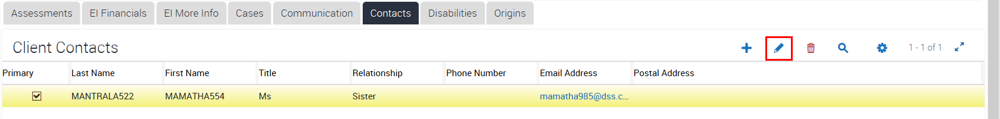 Assessments EI Financials EI More Info Cases Communication Contacts Disabilities Origins
Client Contacts 1 - 1 of 1
Primary Last Name First Name Title Relationship Phone Number Email Address Postal Address
MANTRALA522 MAMATHA554 Ms Sister mamatha985@dss.c...